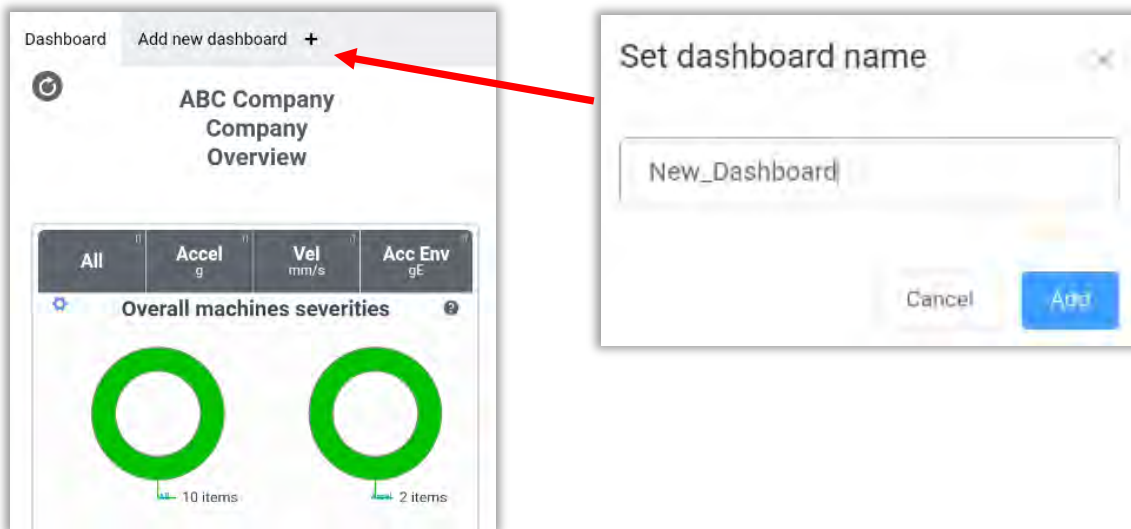 Dashboard Add new dashboard +
ABC Company
Company
Overview
All Accel Vel Acc Env
g mm/s gE
Overall machines severities ?
10 items 2 items
Set dashboard name ×
New_Dashboard
Cancel Add